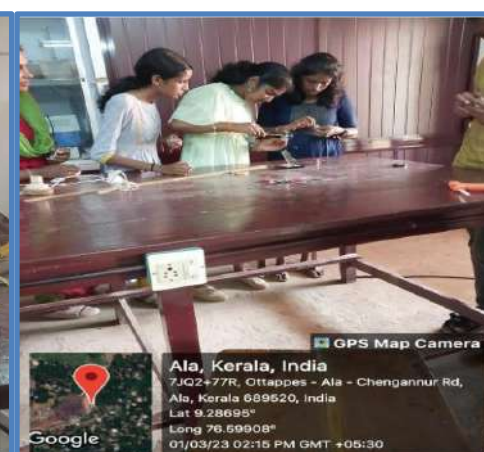 GPS Map Camera
Ala, Kerala, India
7JQ2+77R, Ottappes - Ala - Chengannur Rd,
Ala, Kerala 689520, India
Lat 9.28695°
Long 76.59908°
01/03/23 02:15 PM GMT +05:30
Google